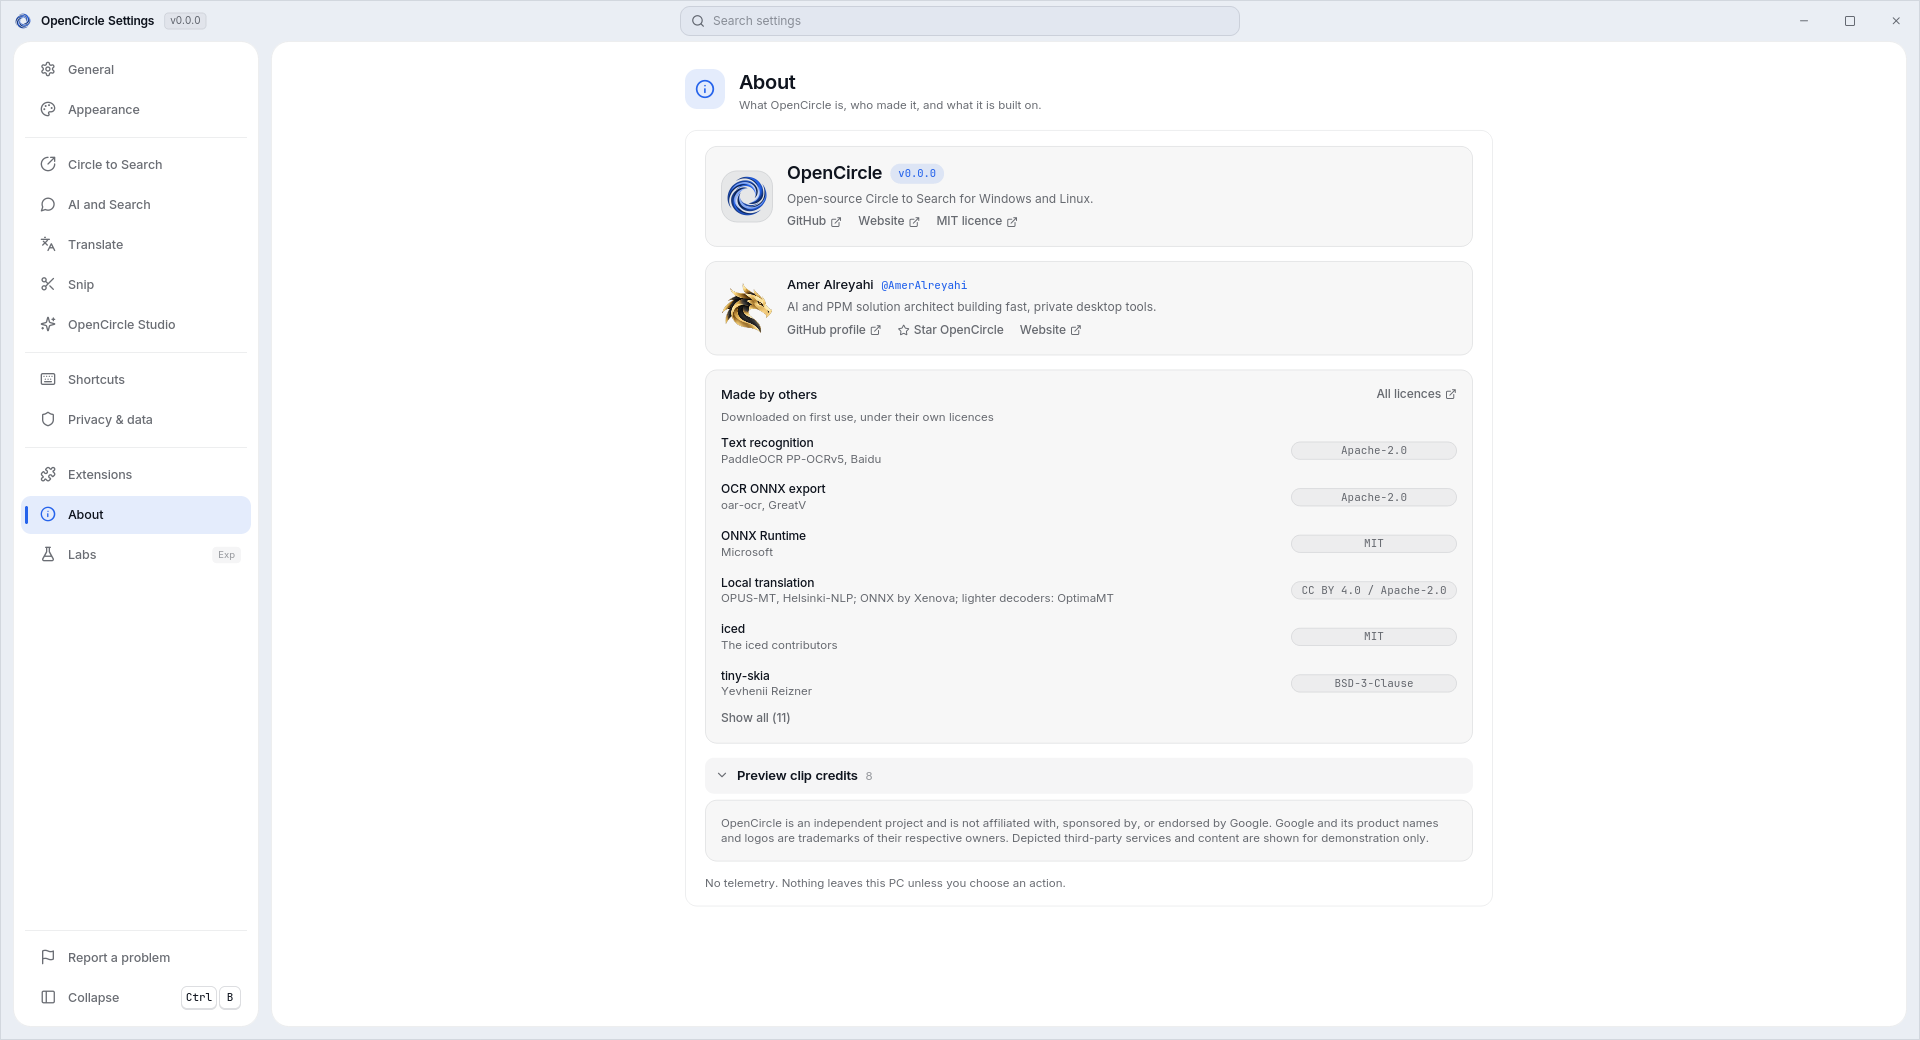 OpenCircle Settings v0.0.0
Search settings
General
Appearance
Circle to Search
AI and Search
Translate
Snip
OpenCircle Studio
Shortcuts
Privacy & data
Extensions
About
Labs Exp
Report a problem
Collapse Ctrl B
About
What OpenCircle is, who made it, and what it is built on.
OpenCircle v0.0.0
Open-source Circle to Search for Windows and Linux.
GitHub Website MIT licence
Amer Alreyahi @AmerAlreyahi
AI and PPM solution architect building fast, private desktop tools.
GitHub profile Star OpenCircle Website
Made by others All licences
Downloaded on first use, under their own licences
Text recognition
PaddleOCR PP-OCRv5, Baidu
Apache-2.0
OCR ONNX export
oar-ocr, GreatV
Apache-2.0
ONNX Runtime
Microsoft
MIT
Local translation
OPUS-MT, Helsinki-NLP; ONNX by Xenova; lighter decoders: OptimaMT
CC BY 4.0 / Apache-2.0
iced
The iced contributors
MIT
tiny-skia
Yevhenii Reizner
BSD-3-Clause
Show all (11)
Preview clip credits 8
OpenCircle is an independent project and is not affiliated with, sponsored by, or endorsed by Google. Google and its product names
and logos are trademarks of their respective owners. Depicted third-party services and content are shown for demonstration only.
No telemetry. Nothing leaves this PC unless you choose an action.